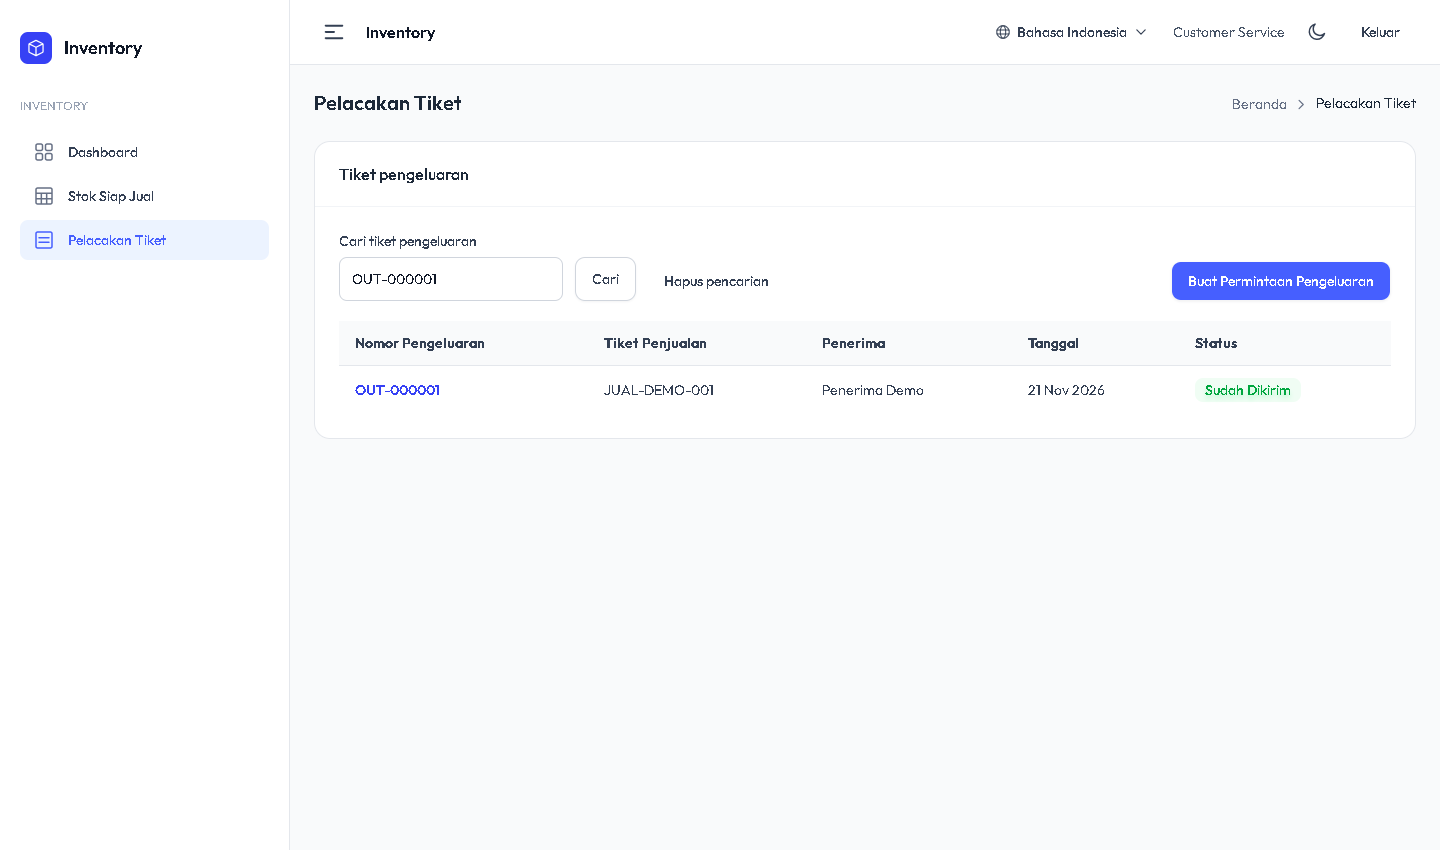 Inventory
INVENTORY
Dashboard
Stok Siap Jual
Pelacakan Tiket
Inventory
Bahasa Indonesia
Customer Service
Keluar
Pelacakan Tiket
Beranda
Pelacakan Tiket
Tiket pengeluaran
Cari tiket pengeluaran
OUT-000001
Cari
Hapus pencarian
Buat Permintaan Pengeluaran
Nomor Pengeluaran Tiket Penjualan Penerima Tanggal Status
OUT-000001 JUAL-DEMO-001 Penerima Demo 21 Nov 2026 Sudah Dikirim